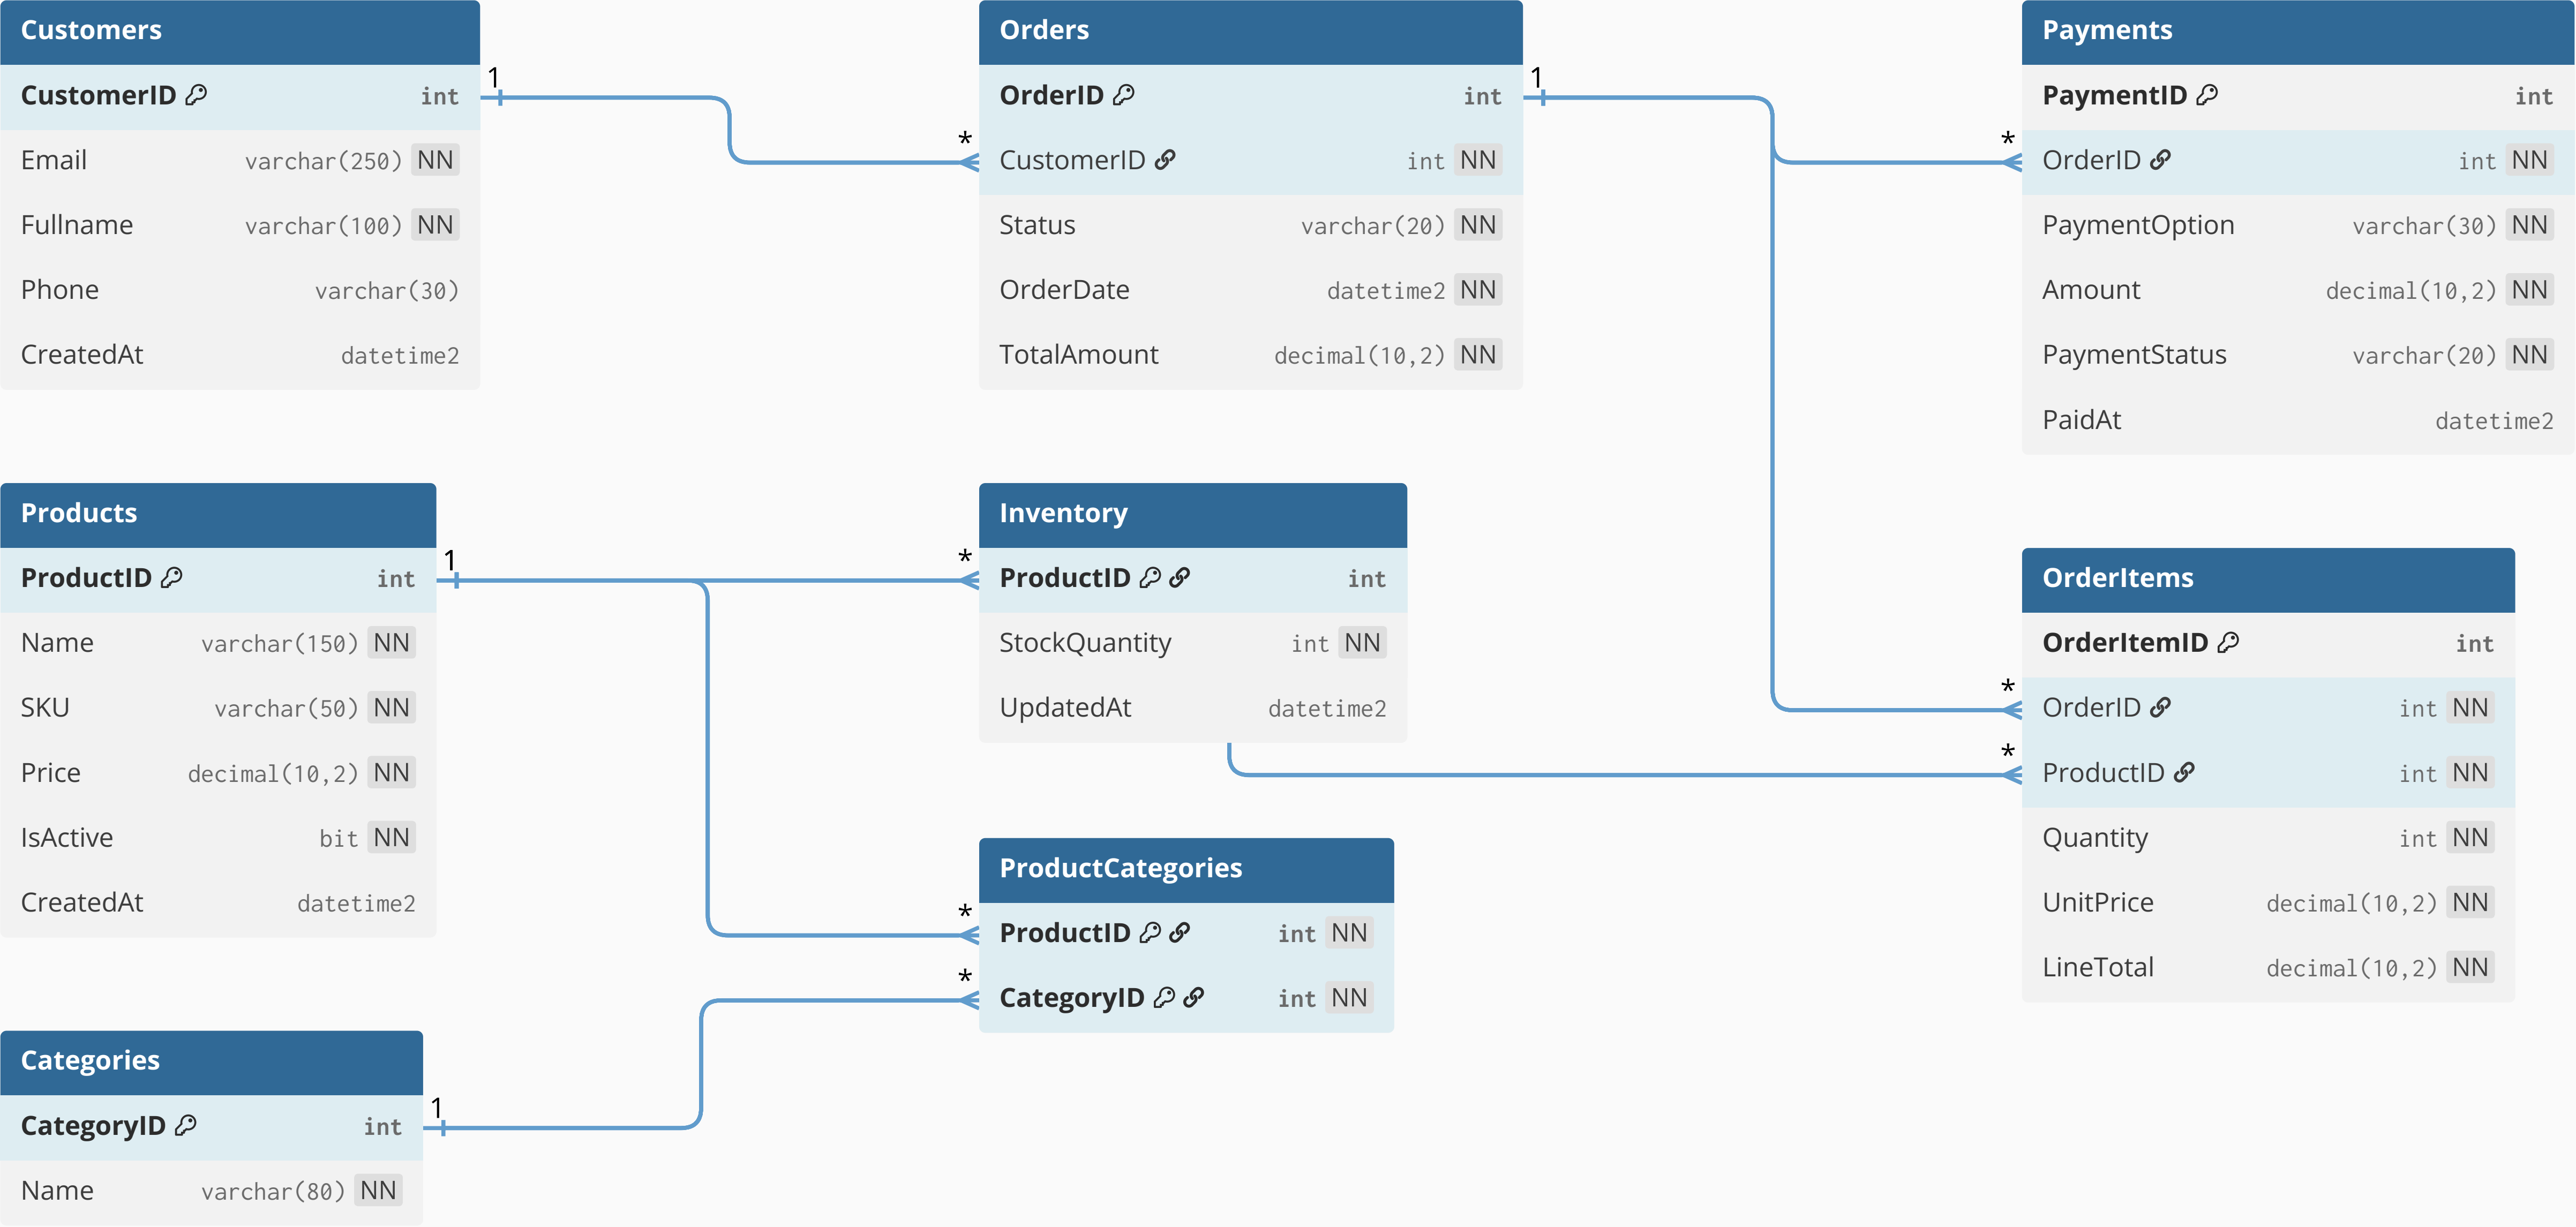 Customers
CustomerID int
Email varchar(250) NN
Fullname varchar(100) NN
Phone varchar(30)
CreatedAt datetime2
1
*
Orders
OrderID int
CustomerID int NN
Status varchar(20) NN
OrderDate datetime2 NN
TotalAmount decimal(10,2) NN
1
*
Payments
PaymentID int
OrderID int NN
PaymentOption varchar(30) NN
Amount decimal(10,2) NN
PaymentStatus varchar(20) NN
PaidAt datetime2
Products
ProductID int
Name varchar(150) NN
SKU varchar(50) NN
Price decimal(10,2) NN
IsActive bit NN
CreatedAt datetime2
1
*
Inventory
ProductID int
StockQuantity int NN
UpdatedAt datetime2
*
*
OrderItems
OrderItemID int
OrderID int NN
ProductID int NN
Quantity int NN
UnitPrice decimal(10,2) NN
LineTotal decimal(10,2) NN
*
*
ProductCategories
ProductID int NN
CategoryID int NN
Categories
CategoryID int
Name varchar(80) NN
1